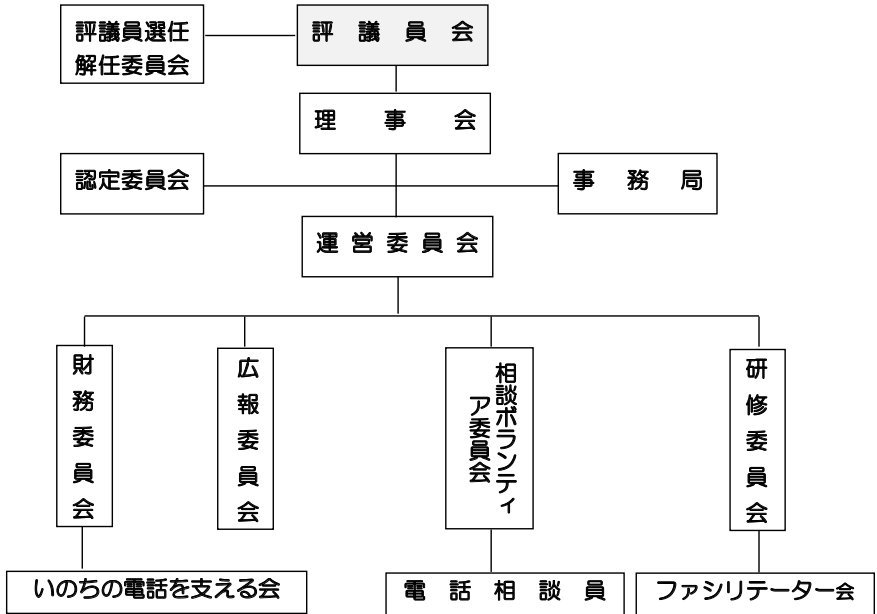 評議員選任
解任委員会
評議員会
理事会
認定委員会
事務局
運営委員会
財務委員会
広報委員会
相談ボランティ
ア委員会
研修委員会
いのちの電話を支える会
電話相談員
ファシリテーター会